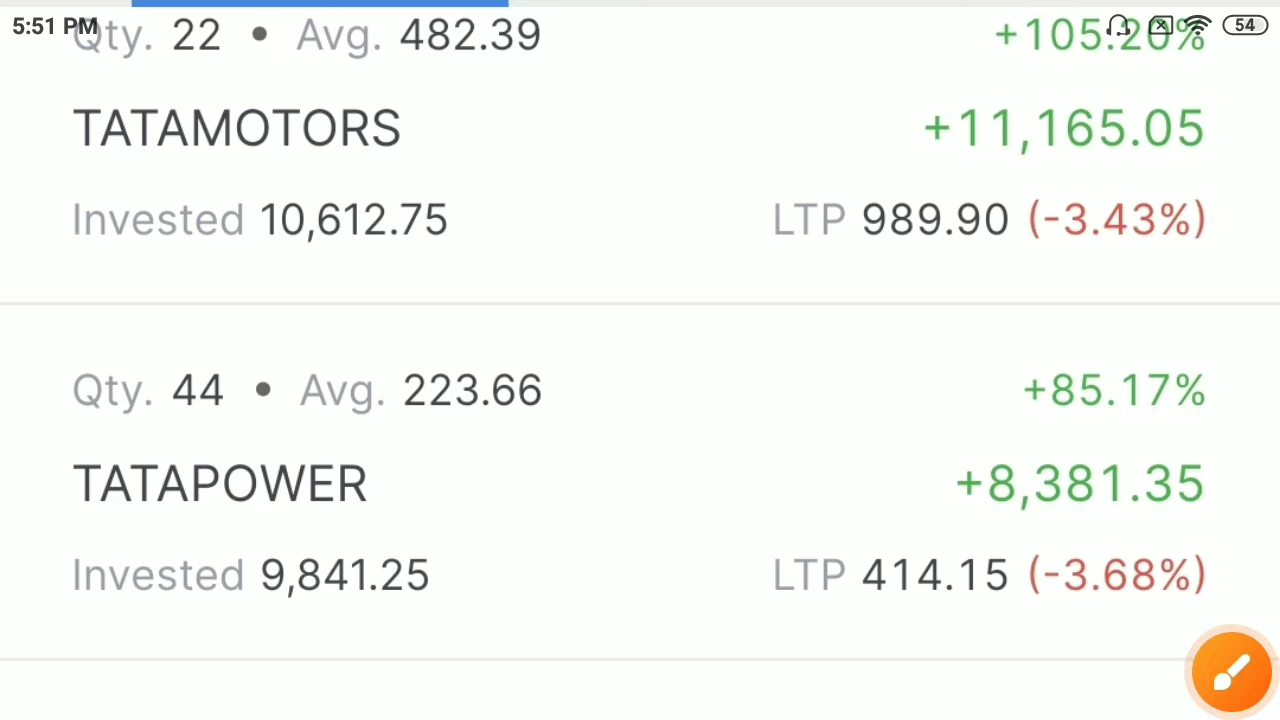 5:51 PM 54
Qty. 22 • Avg. 482.39 +105.20%
TATAMOTORS +11,165.05
Invested 10,612.75 LTP 989.90 (-3.43%)
Qty. 44 • Avg. 223.66 +85.17%
TATAPOWER +8,381.35
Invested 9,841.25 LTP 414.15 (-3.68%)